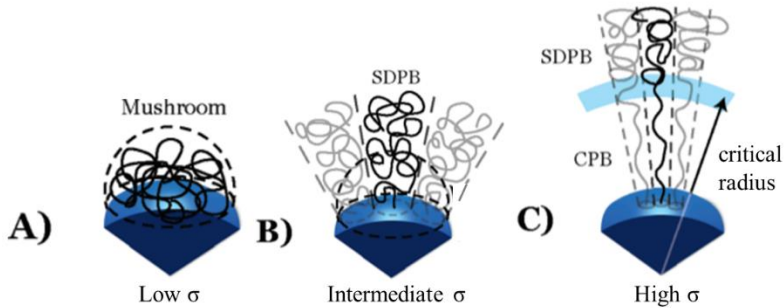 Mushroom
A)
Low σ
SDPB
B)
Intermediate σ
SDPB
CPB
critical
radius
C)
High σ